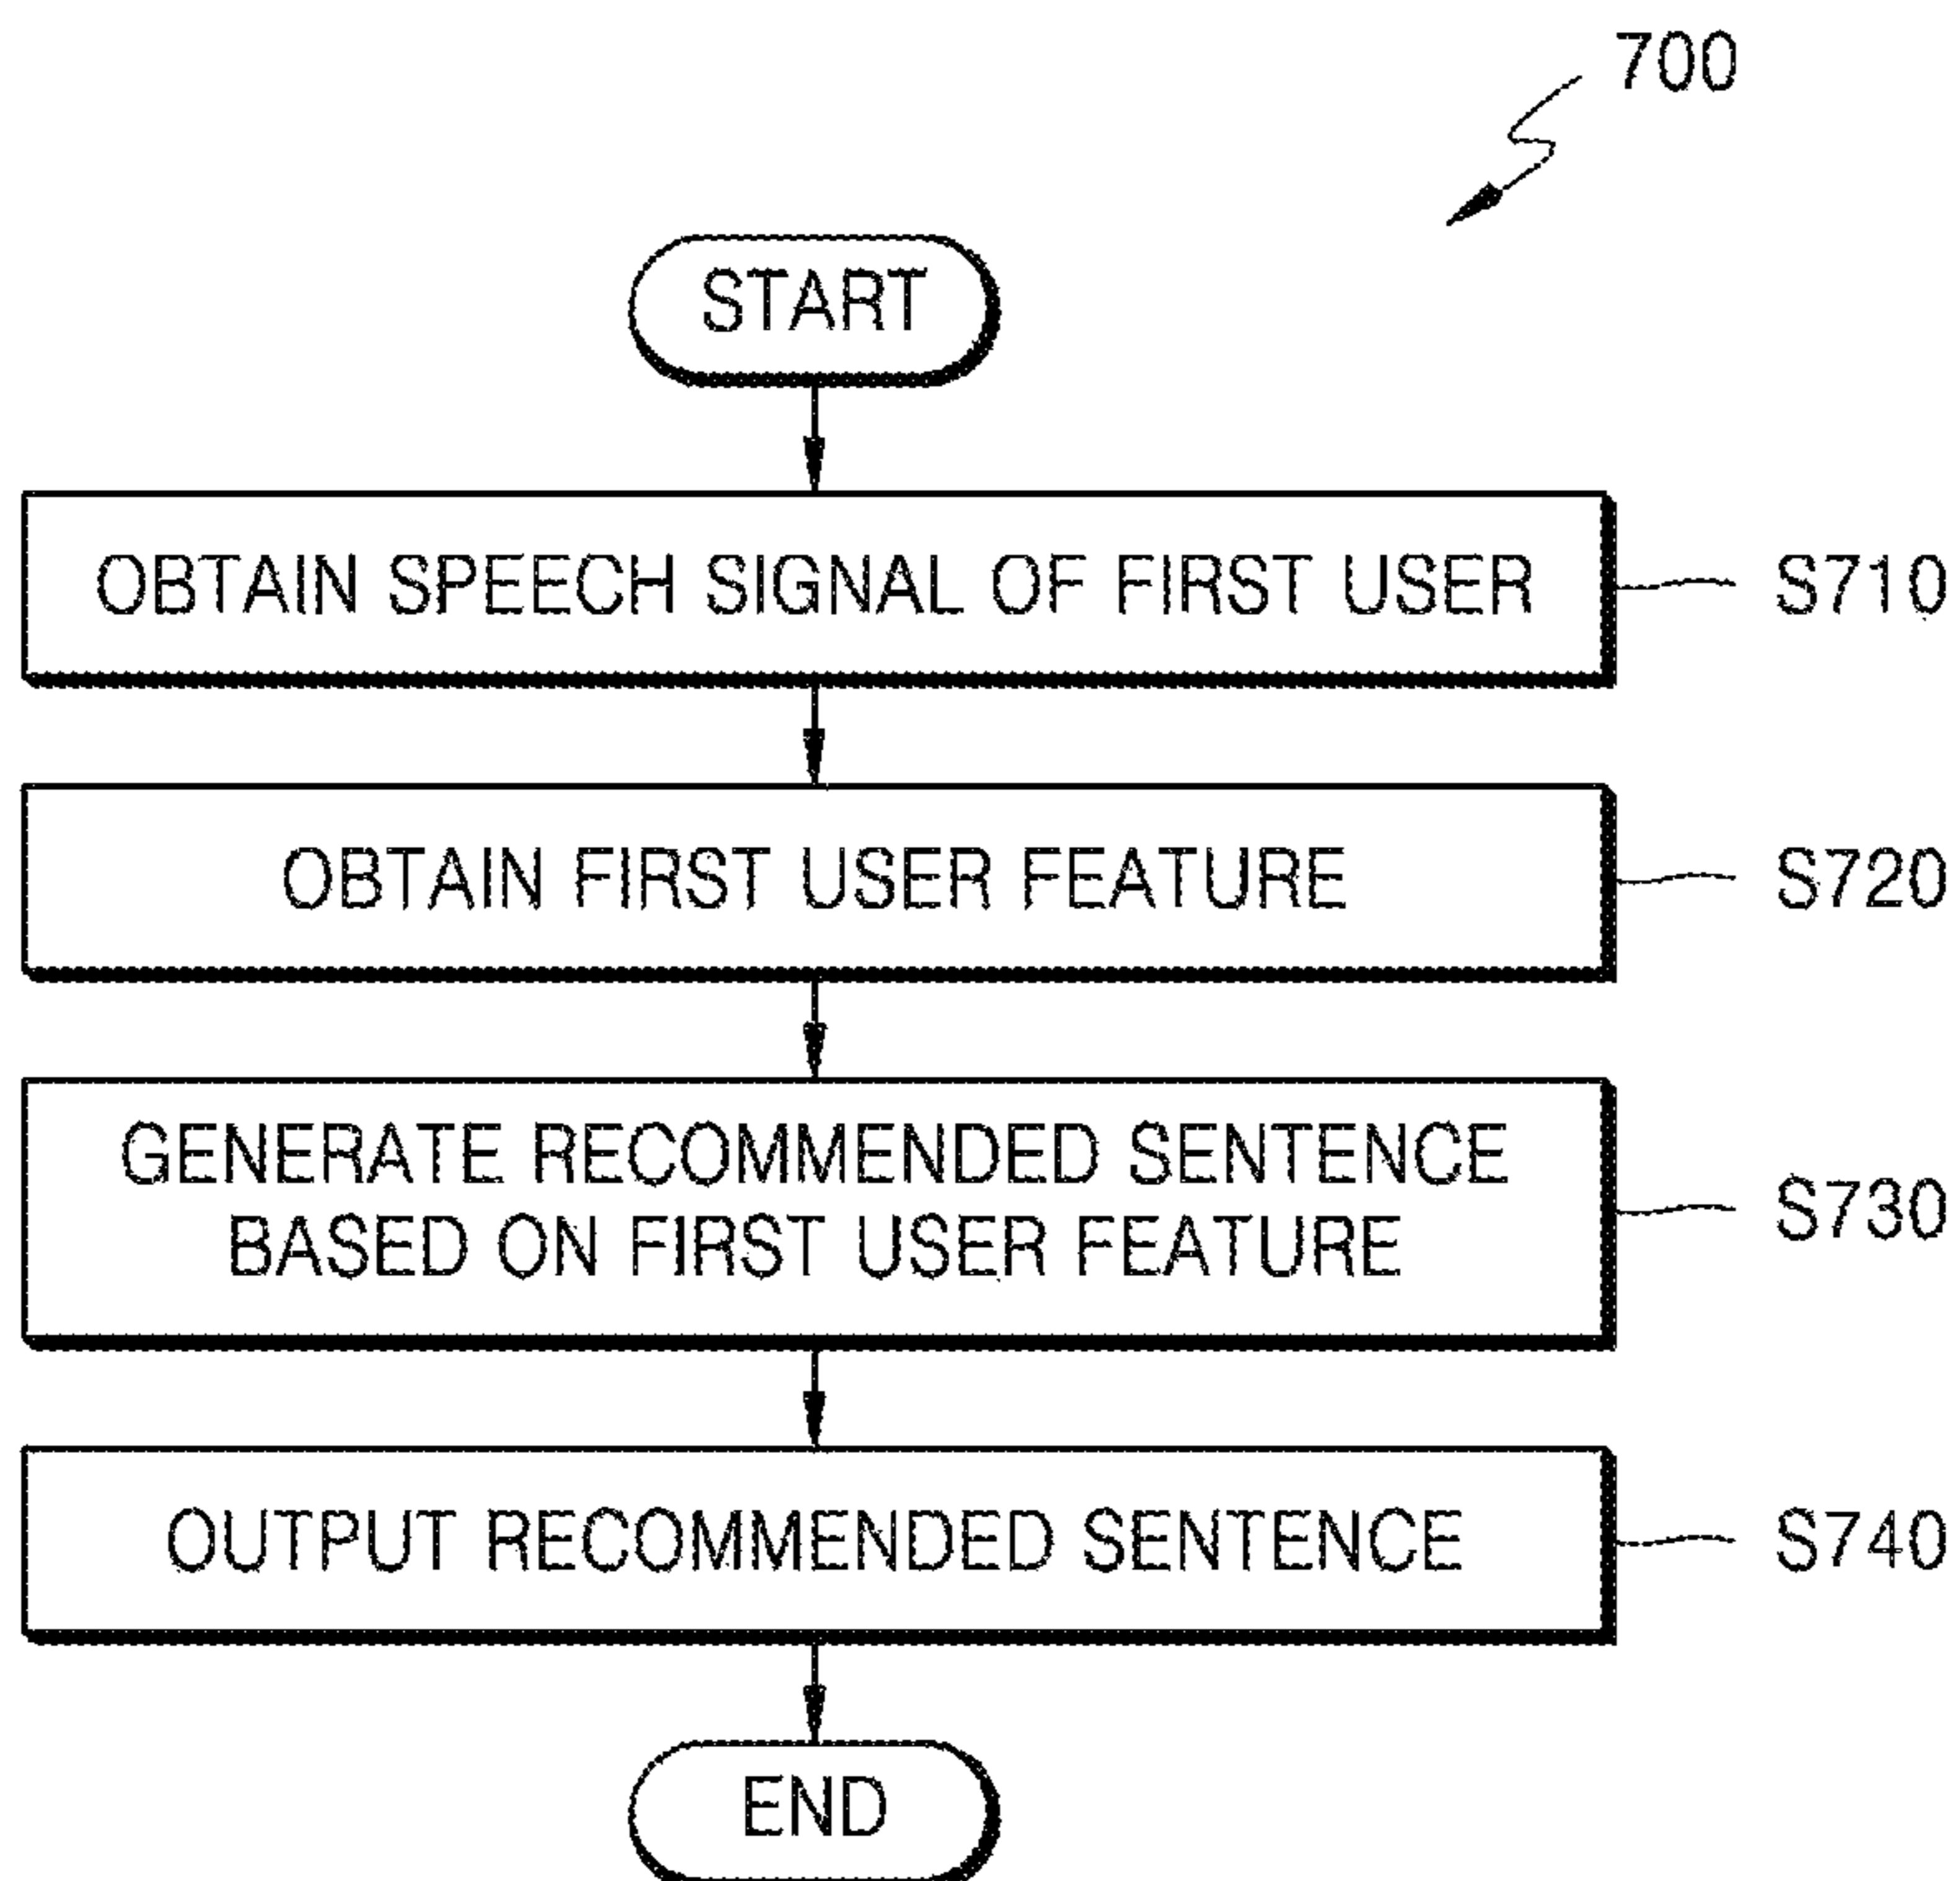 700
START
OBTAIN SPEECH SIGNAL OF FIRST USER
S710
OBTAIN FIRST USER FEATURE
S720
GENERATE RECOMMENDED SENTENCE
BASED ON FIRST USER FEATURE
S730
OUTPUT RECOMMENDED SENTENCE
S740
END